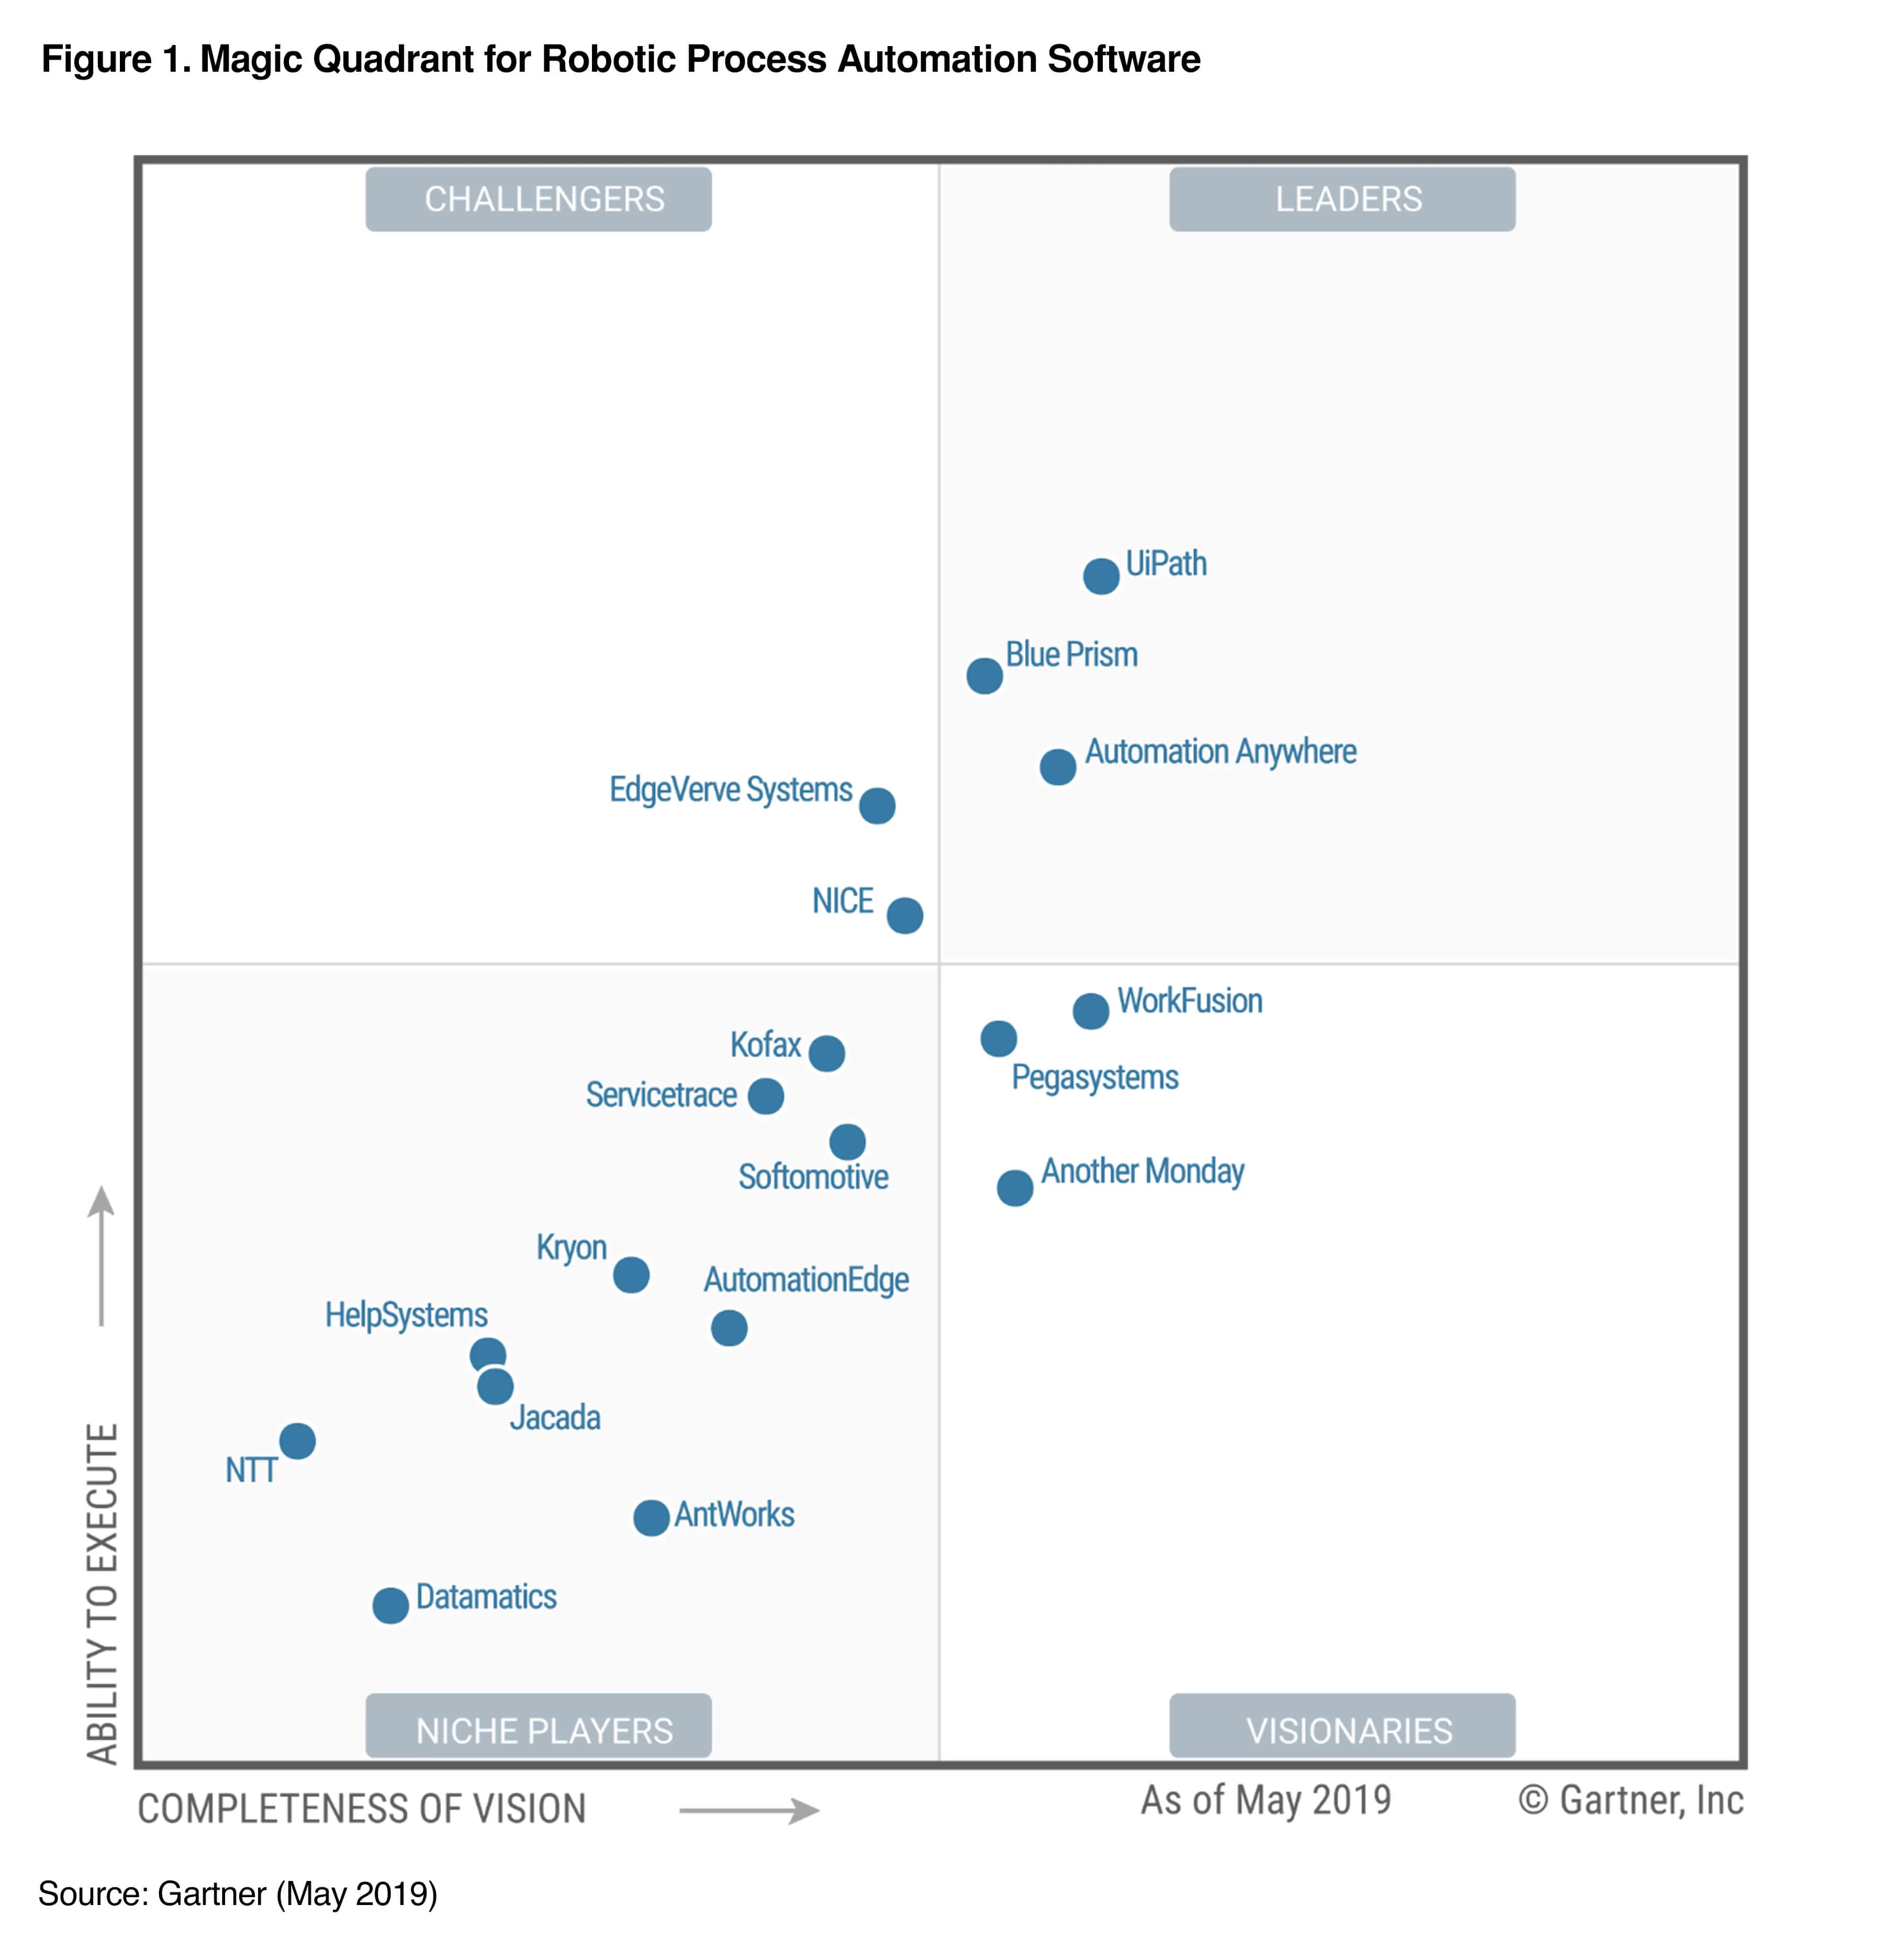 Figure 1. Magic Quadrant for Robotic Process Automation Software
CHALLENGERS
LEADERS
UiPath
Blue Prism
Automation Anywhere
EdgeVerve Systems
NICE
WorkFusion
Kofax
Pegasystems
Servicetrace
Softomotive
Another Monday
Kryon
AutomationEdge
HelpSystems
Jacada
NTT
AntWorks
Datamatics
NICHE PLAYERS
VISIONARIES
ABILITY TO EXECUTE
COMPLETENESS OF VISION
As of May 2019
© Gartner, Inc
Source: Gartner (May 2019)